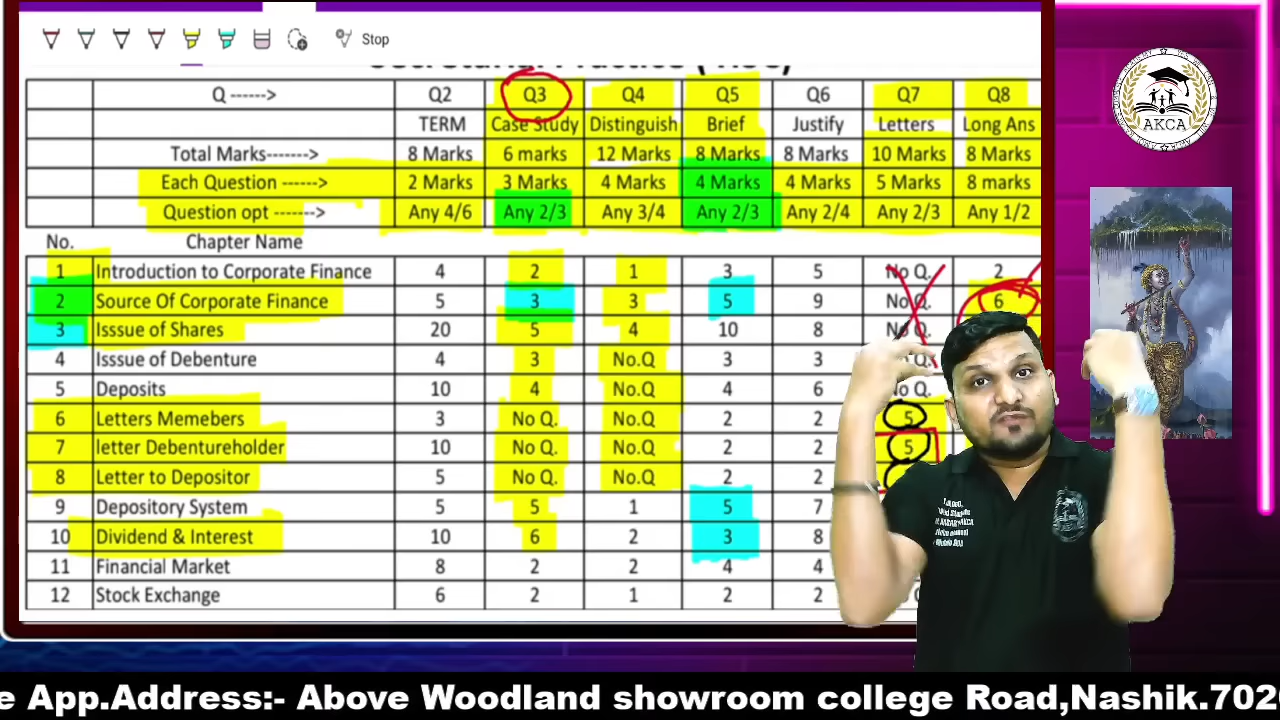 Stop
Q ------> Q2 Q3 Q4 Q5 Q6 Q7 Q8
TERM Case Study Distinguish Brief Justify Letters Long Ans
Total Marks-------> 8 Marks 6 marks 12 Marks 8 Marks 8 Marks 10 Marks 8 Marks
Each Question ------> 2 Marks 3 Marks 4 Marks 4 Marks 4 Marks 5 Marks 8 marks
Question opt -------> Any 4/6 Any 2/3 Any 3/4 Any 2/3 Any 2/4 Any 2/3 Any 1/2
No. Chapter Name
1 Introduction to Corporate Finance 4 2 1 3 5 No Q. 2
2 Source Of Corporate Finance 5 3 3 5 9 No Q. 6
3 Isssue of Shares 20 5 4 10 8 No Q.
4 Isssue of Debenture 4 3 No.Q 3 3
5 Deposits 10 4 No.Q 4 6 No Q.
6 Letters Memebers 3 No Q. No.Q 2 2 5
7 letter Debentureholder 10 No Q. No.Q 2 2 5
8 Letter to Depositor 5 No Q. No.Q 2 2
9 Depository System 5 5 1 5 7
10 Dividend & Interest 10 6 2 3 8
11 Financial Market 8 2 2 4 4
12 Stock Exchange 6 2 1 2 2
AKCA
e App.Address:- Above Woodland showroom college Road,Nashik.702